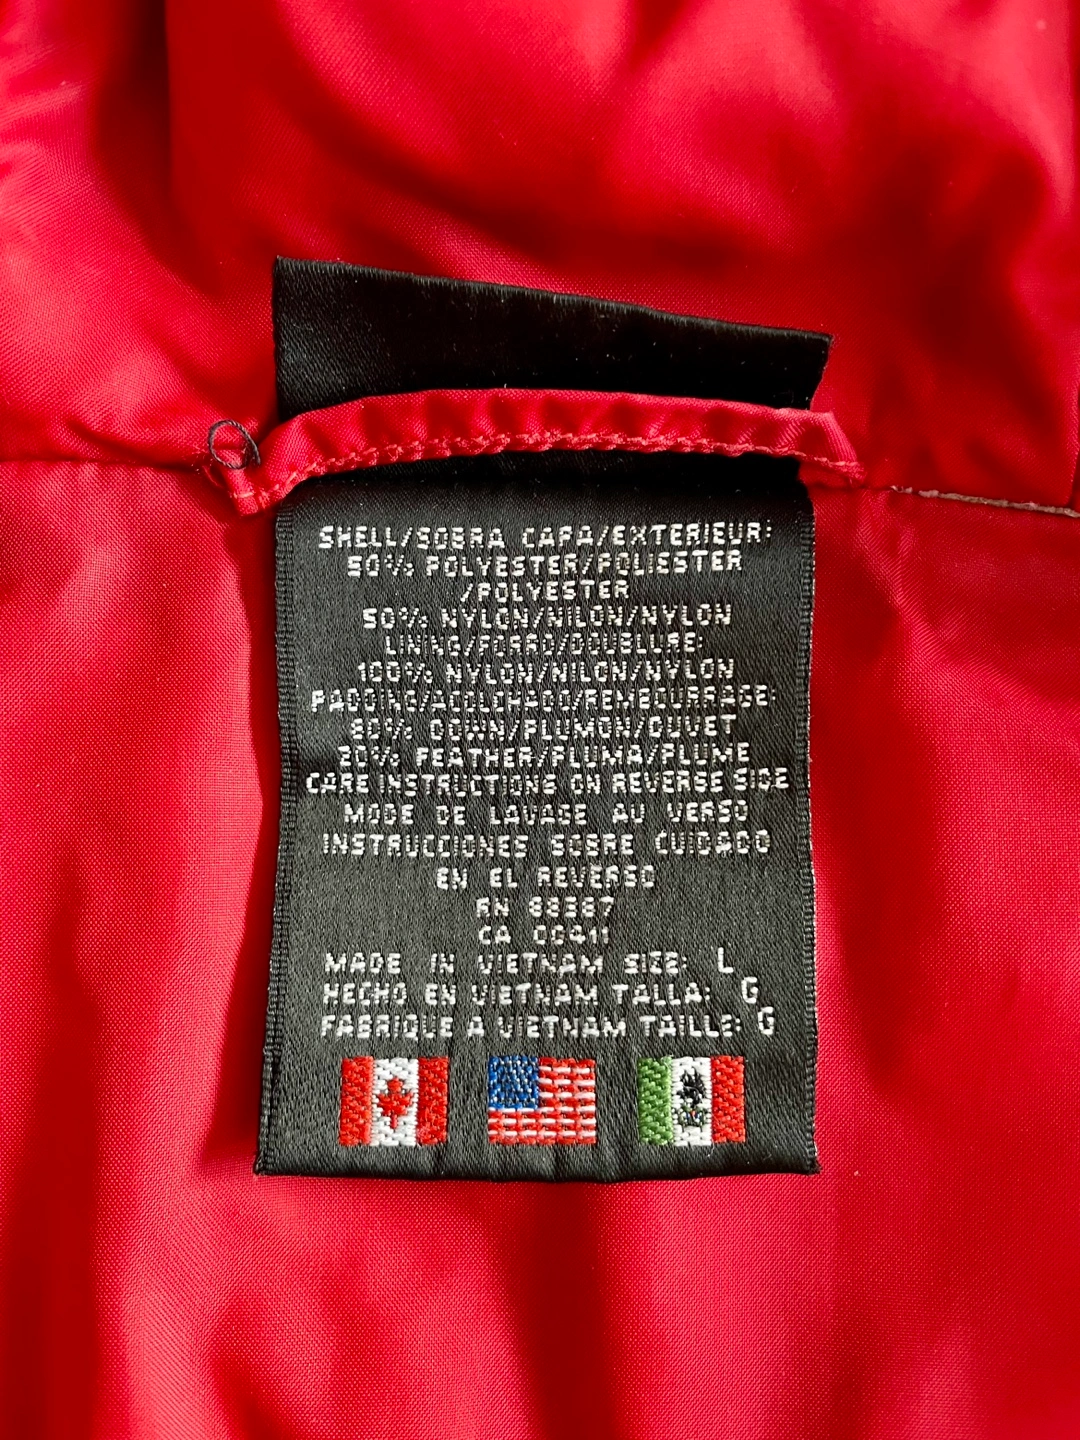 SHELL/SOBRA CAPA/EXTERIEUR:
50% POLYESTER/POLIESTER
/POLYESTER
50% NYLON/NILON/NYLON
LINING/FORRO/DOUBLURE:
100% NYLON/NILON/NYLON
PADDING/ACOLCHADO/REMBOURRAGE:
80% DOWN/PLUMON/DUVET
20% FEATHER/PLUMA/PLUME
CARE INSTRUCTIONS ON REVERSE SIDE
MODE DE LAVAGE AU VERSO
INSTRUCCIONES SOBRE CUIDADO
EN EL REVERSO
RN 88387
CA 00411
MADE IN VIETNAM SIZE: L
HECHO EN VIETNAM TALLA: G
FABRIQUE A VIETNAM TAILLE: G